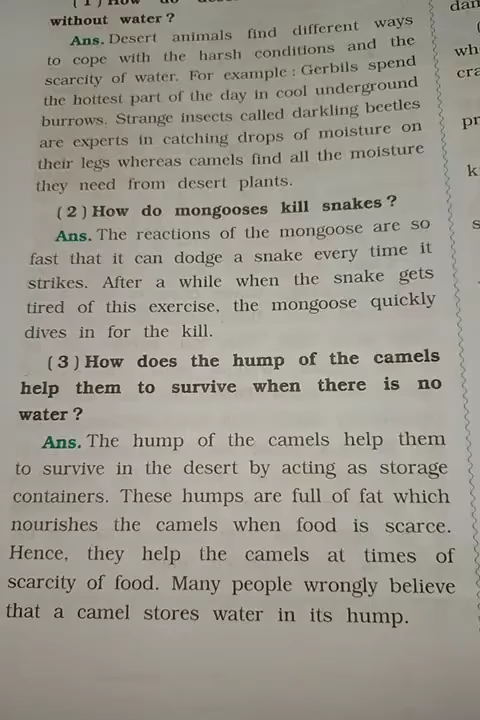 without water ?
Ans. Desert animals find different ways
to cope with the harsh conditions and the
scarcity of water. For example : Gerbils spend
the hottest part of the day in cool underground
burrows. Strange insects called darkling beetles
are experts in catching drops of moisture on
their legs whereas camels find all the moisture
they need from desert plants.
( 2 ) How do mongooses kill snakes ?
Ans. The reactions of the mongoose are so
fast that it can dodge a snake every time it
strikes. After a while when the snake gets
tired of this exercise, the mongoose quickly
dives in for the kill.
( 3 ) How does the hump of the camels
help them to survive when there is no
water ?
Ans. The hump of the camels help them
to survive in the desert by acting as storage
containers. These humps are full of fat which
nourishes the camels when food is scarce.
Hence, they help the camels at times of
scarcity of food. Many people wrongly believe
that a camel stores water in its hump.